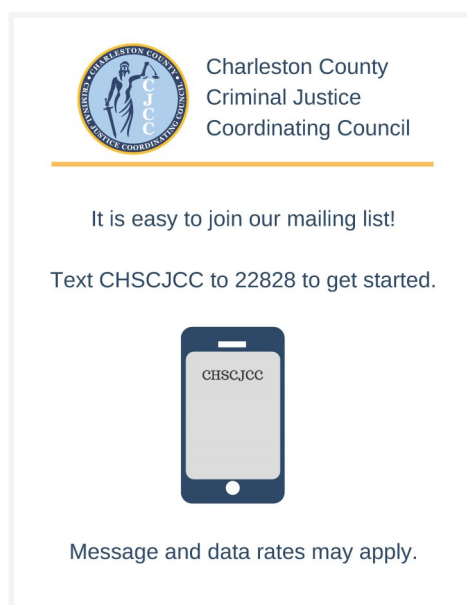 CHARLESTON COUNTY
CRIMINAL JUSTICE COORDINATING COUNCIL
CJCC
Charleston County
Criminal Justice
Coordinating Council
It is easy to join our mailing list!
Text CHSCJCC to 22828 to get started.
CHSCJCC
Message and data rates may apply.